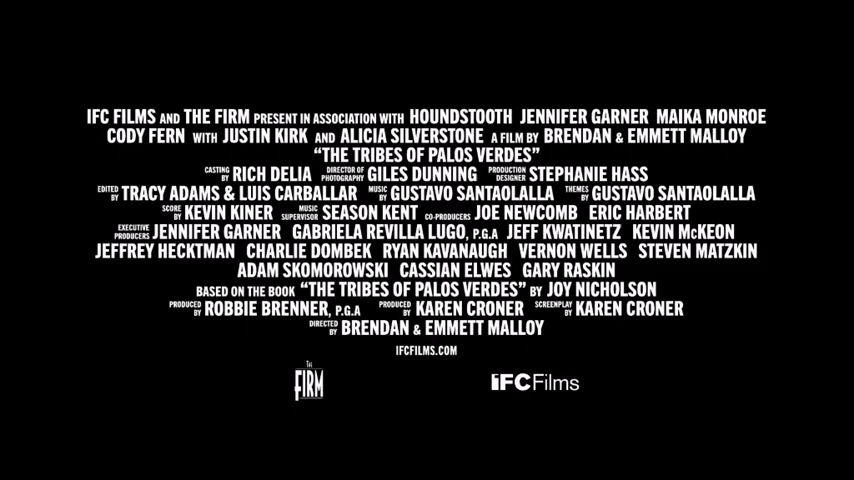 IFC FILMS AND THE FIRM PRESENT IN ASSOCIATION WITH HOUNDSTOOTH JENNIFER GARNER MAIKA MONROE
CODY FERN WITH JUSTIN KIRK AND ALICIA SILVERSTONE A FILM BY BRENDAN & EMMETT MALLOY
“THE TRIBES OF PALOS VERDES”
CASTING BY RICH DELIA DIRECTOR OF PHOTOGRAPHY GILES DUNNING PRODUCTION DESIGNER STEPHANIE HASS
EDITED BY TRACY ADAMS & LUIS CARBALLAR MUSIC BY GUSTAVO SANTAOLALLA THEMES BY GUSTAVO SANTAOLALLA
SCORE BY KEVIN KINER MUSIC SUPERVISOR SEASON KENT CO-PRODUCERS JOE NEWCOMB ERIC HARBERT
EXECUTIVE PRODUCERS JENNIFER GARNER GABRIELA REVILLA LUGO, P.G.A JEFF KWATINETZ KEVIN McKEON
JEFFREY HECKTMAN CHARLIE DOMBEK RYAN KAVANAUGH VERNON WELLS STEVEN MATZKIN
ADAM SKOMOROWSKI CASSIAN ELWES GARY RASKIN
BASED ON THE BOOK “THE TRIBES OF PALOS VERDES” BY JOY NICHOLSON
PRODUCED BY ROBBIE BRENNER, P.G.A PRODUCED BY KAREN CRONER SCREENPLAY BY KAREN CRONER
DIRECTED BY BRENDAN & EMMETT MALLOY
IFCFILMS.COM
THE FIRM
IFC Films